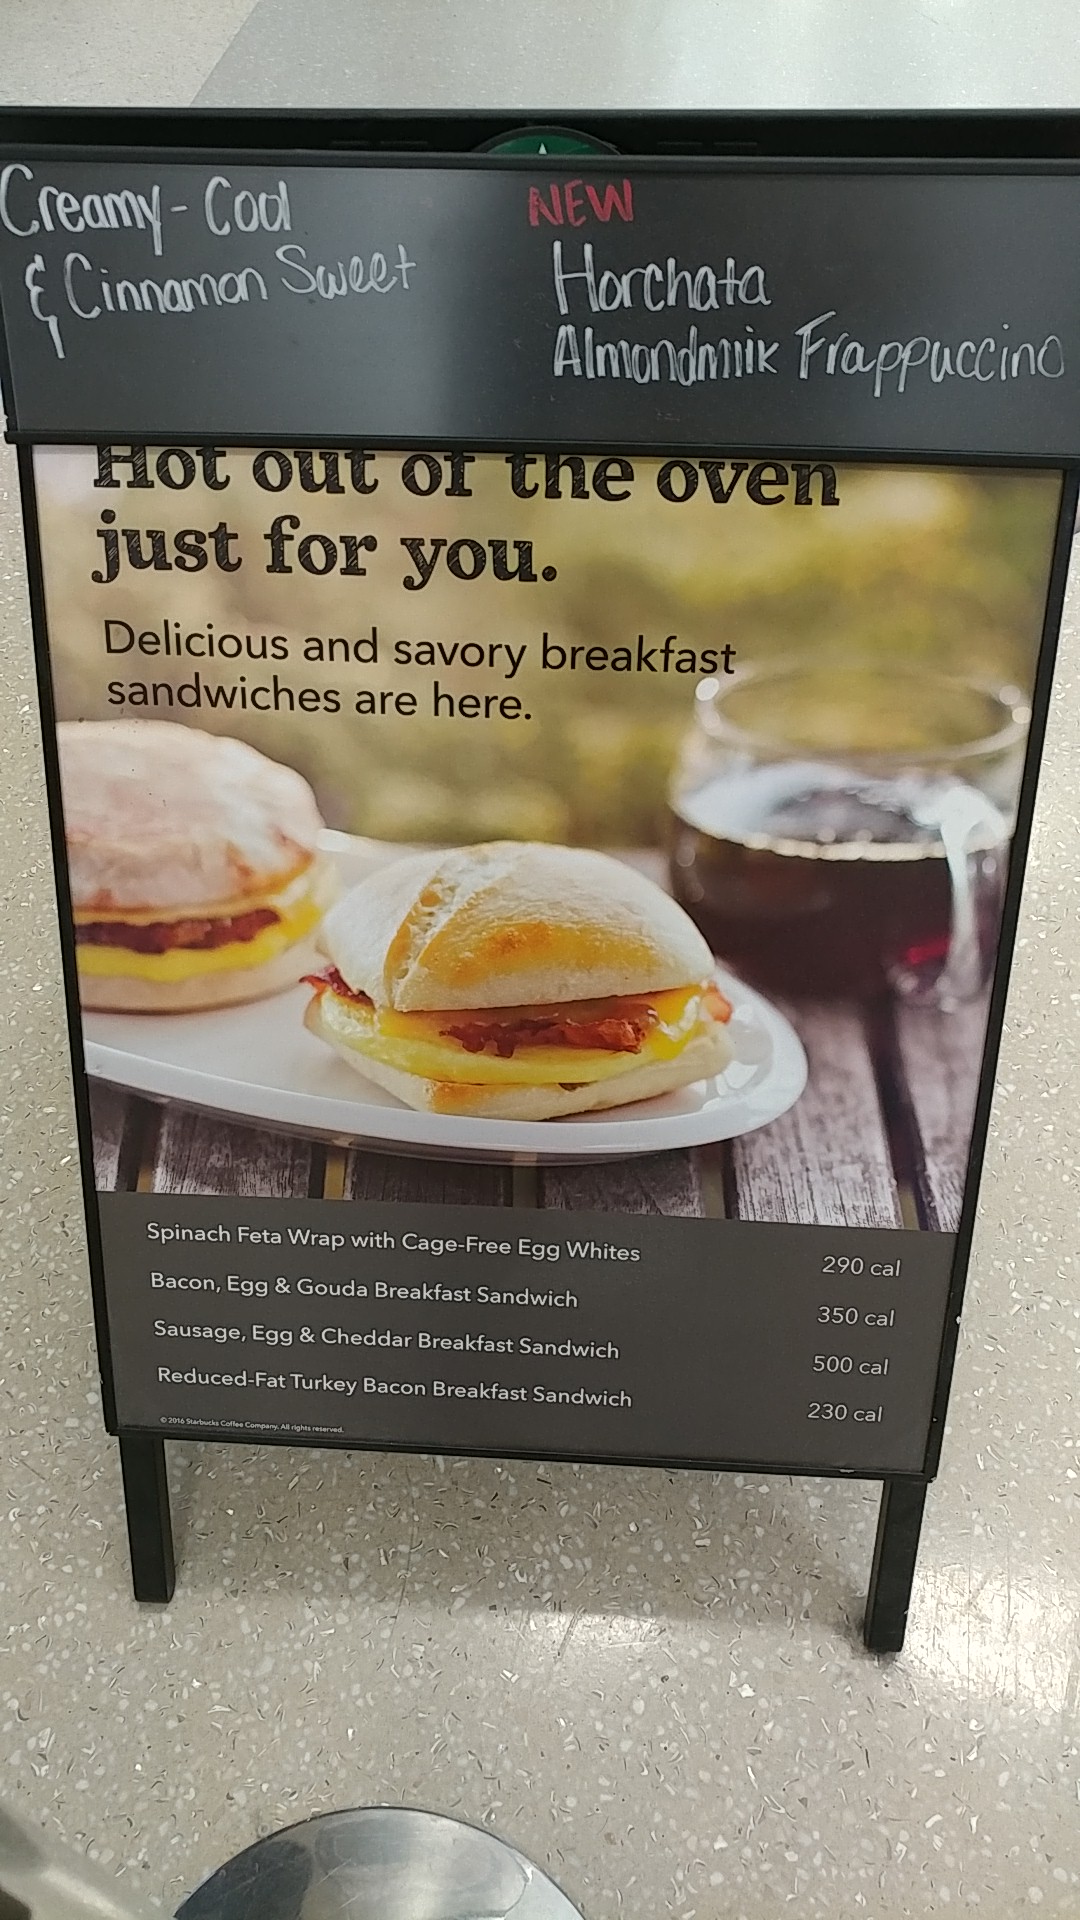 Creamy - Cool
& Cinnamon Sweet
NEW
Horchata
Almondmilk Frappuccino
Hot out of the oven
just for you.
Delicious and savory breakfast
sandwiches are here.
Spinach Feta Wrap with Cage-Free Egg Whites 290 cal
Bacon, Egg & Gouda Breakfast Sandwich 350 cal
Sausage, Egg & Cheddar Breakfast Sandwich 500 cal
Reduced-Fat Turkey Bacon Breakfast Sandwich 230 cal
© 2016 Starbucks Coffee Company. All rights reserved.